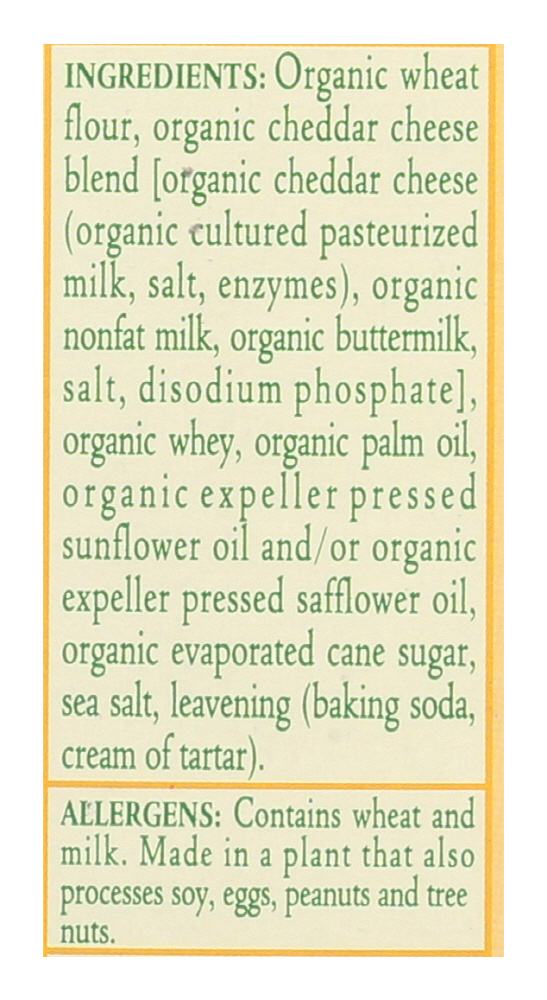 INGREDIENTS: Organic wheat
flour, organic cheddar cheese
blend [organic cheddar cheese
(organic cultured pasteurized
milk, salt, enzymes), organic
nonfat milk, organic buttermilk,
salt, disodium phosphate],
organic whey, organic palm oil,
organic expeller pressed
sunflower oil and/or organic
expeller pressed safflower oil,
organic evaporated cane sugar,
sea salt, leavening (baking soda,
cream of tartar).
ALLERGENS: Contains wheat and
milk. Made in a plant that also
processes soy, eggs, peanuts and tree
nuts.